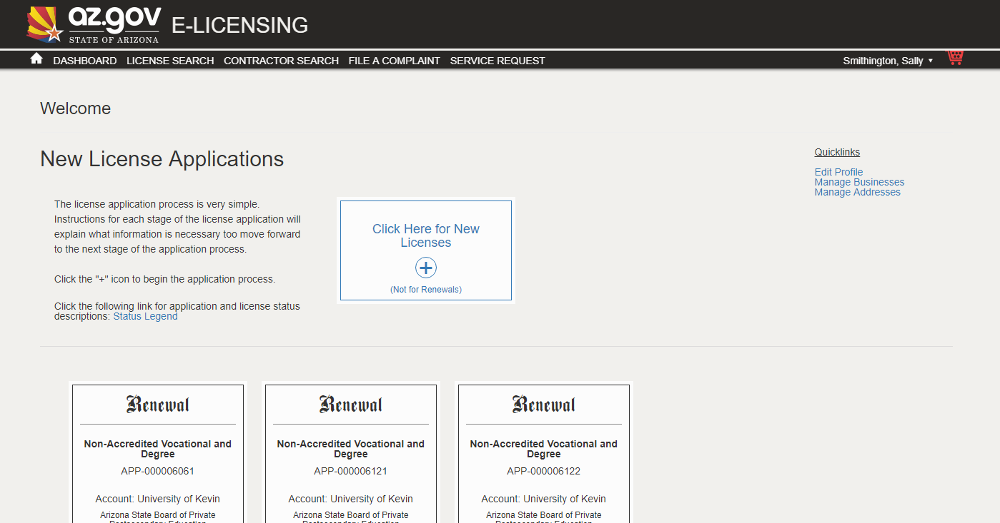 az.gov
STATE OF ARIZONA
E-LICENSING
DASHBOARD LICENSE SEARCH CONTRACTOR SEARCH FILE A COMPLAINT SERVICE REQUEST Smithington, Sally
Welcome
New License Applications
The license application process is very simple.
Instructions for each stage of the license application will
explain what information is necessary too move forward
to the next stage of the application process.
Click the "+" icon to begin the application process.
Click the following link for application and license status
descriptions: Status Legend
Click Here for New
Licenses
(Not for Renewals)
Quicklinks
Edit Profile
Manage Businesses
Manage Addresses
Renewal
Non-Accredited Vocational and
Degree
APP-000006061
Account: University of Kevin
Arizona State Board of Private
Postsecondary Education
Renewal
Non-Accredited Vocational and
Degree
APP-000006121
Account: University of Kevin
Arizona State Board of Private
Postsecondary Education
Renewal
Non-Accredited Vocational and
Degree
APP-000006122
Account: University of Kevin
Arizona State Board of Private
Postsecondary Education